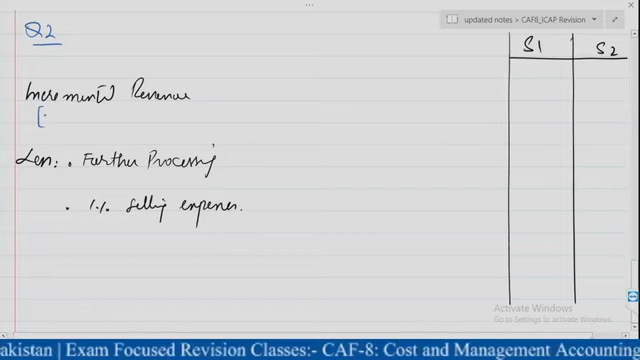 updated notes > CAF8_ICAP Revision
Q2
S1 S2
Incremental Revenue
[
Less: • Further Processing
• 1% selling expenses.
Activate Windows
Go to Settings to activate Windows.
akistan | Exam Focused Revision Classes:- CAF-8: Cost and Management Accounting